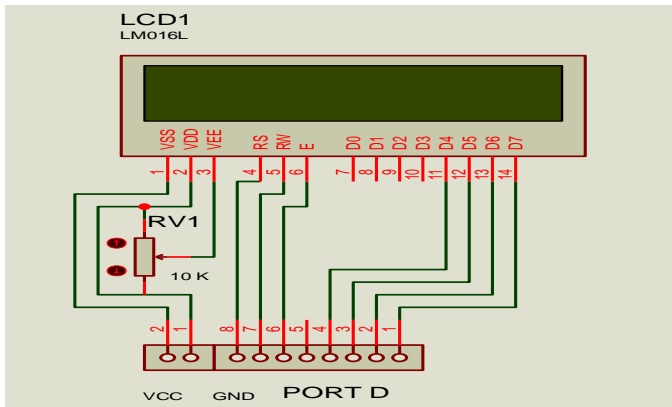 LCD1
LM016L
VSS VDD VEE RS RW E D0 D1 D2 D3 D4 D5 D6 D7
1 2 3 4 5 6 7 8 9 10 11 12 13 14
RV1
10 K
2 1 8 7 6 5 4 3 2 1
VCC GND PORT D